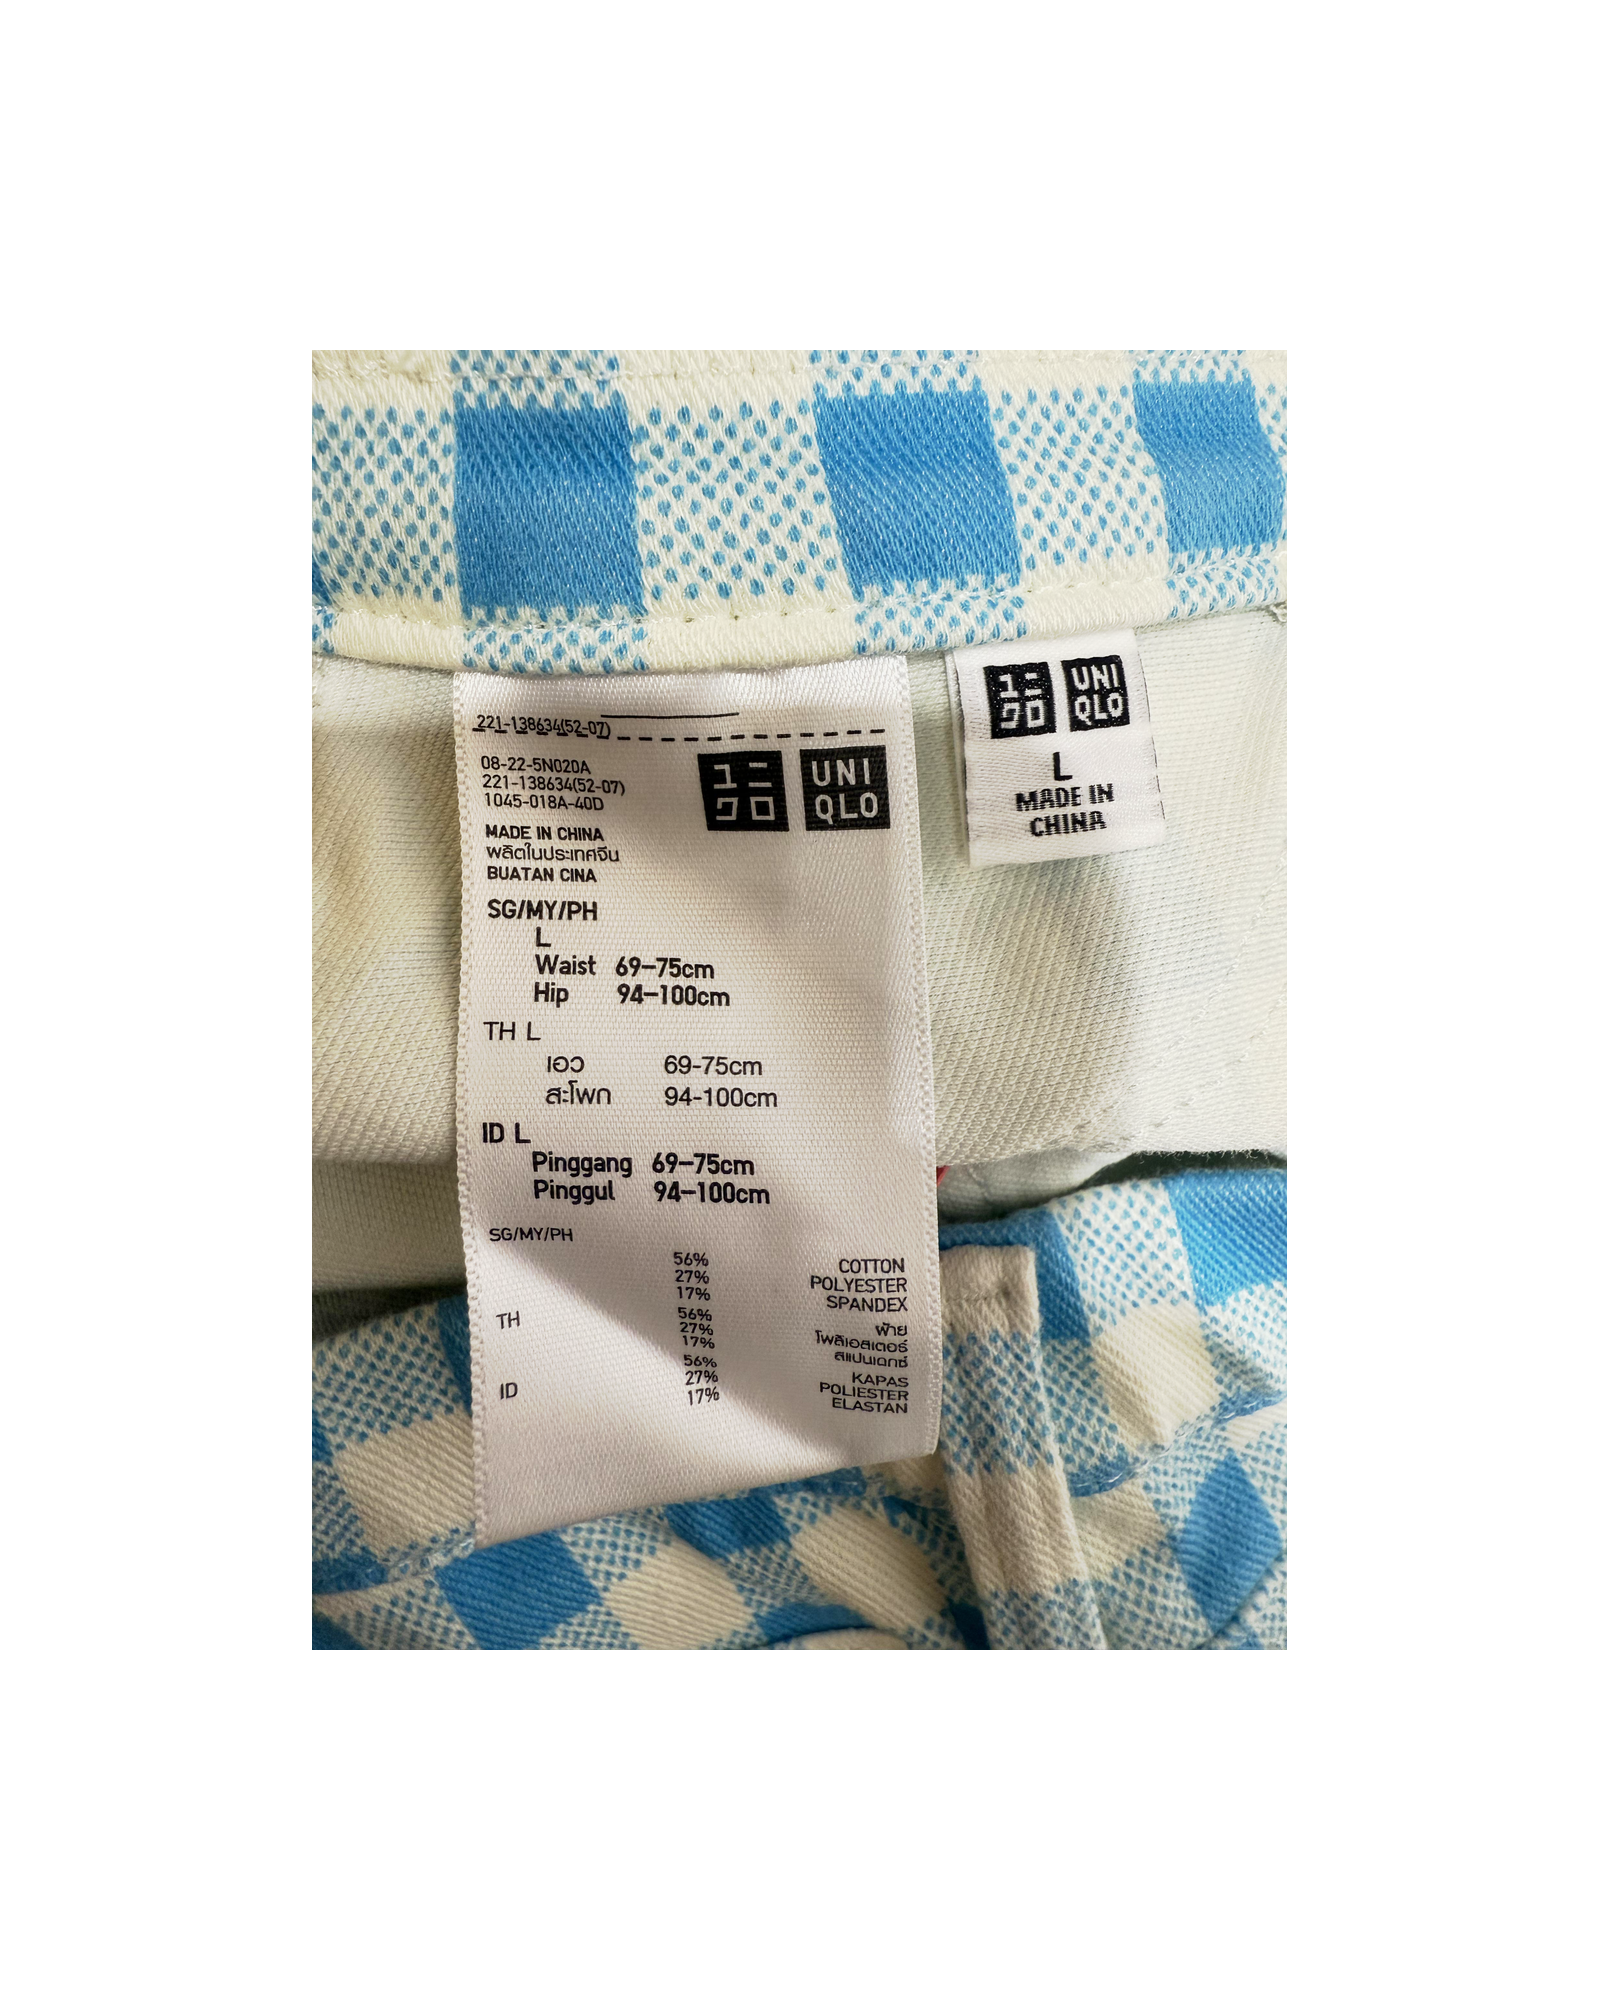 221-138634(52-07)
08-22-5N020A
221-138634(52-07)
1045-018A-40D
ユニ
クロ
UNI
QLO
MADE IN CHINA
ผลิตในประเทศจีน
BUATAN CINA
SG/MY/PH
L
Waist 69-75cm
Hip 94-100cm
TH L
เอว 69-75cm
สะโพก 94-100cm
ID L
Pinggang 69-75cm
Pinggul 94-100cm
SG/MY/PH
56% COTTON
27% POLYESTER
17% SPANDEX
TH
56% ฝ้าย
27% โพลีเอสเตอร์
17% สแปนเดกซ์
ID
56% KAPAS
27% POLIESTER
17% ELASTAN
ユニ
クロ
UNI
QLO
L
MADE IN
CHINA